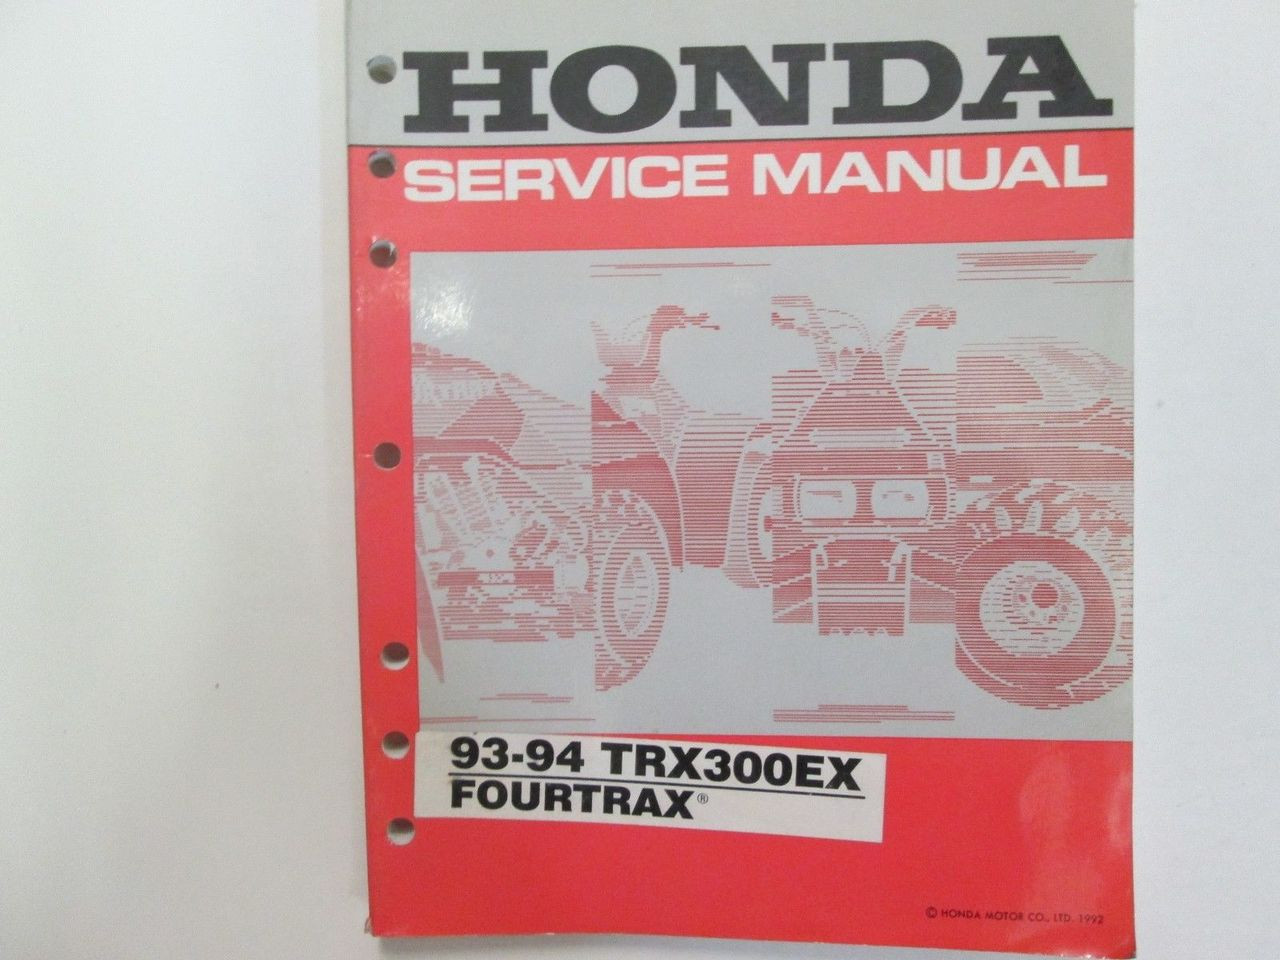 HONDA
SERVICE MANUAL
93-94 TRX300EX
FOURTRAX®
© HONDA MOTOR CO., LTD. 1992